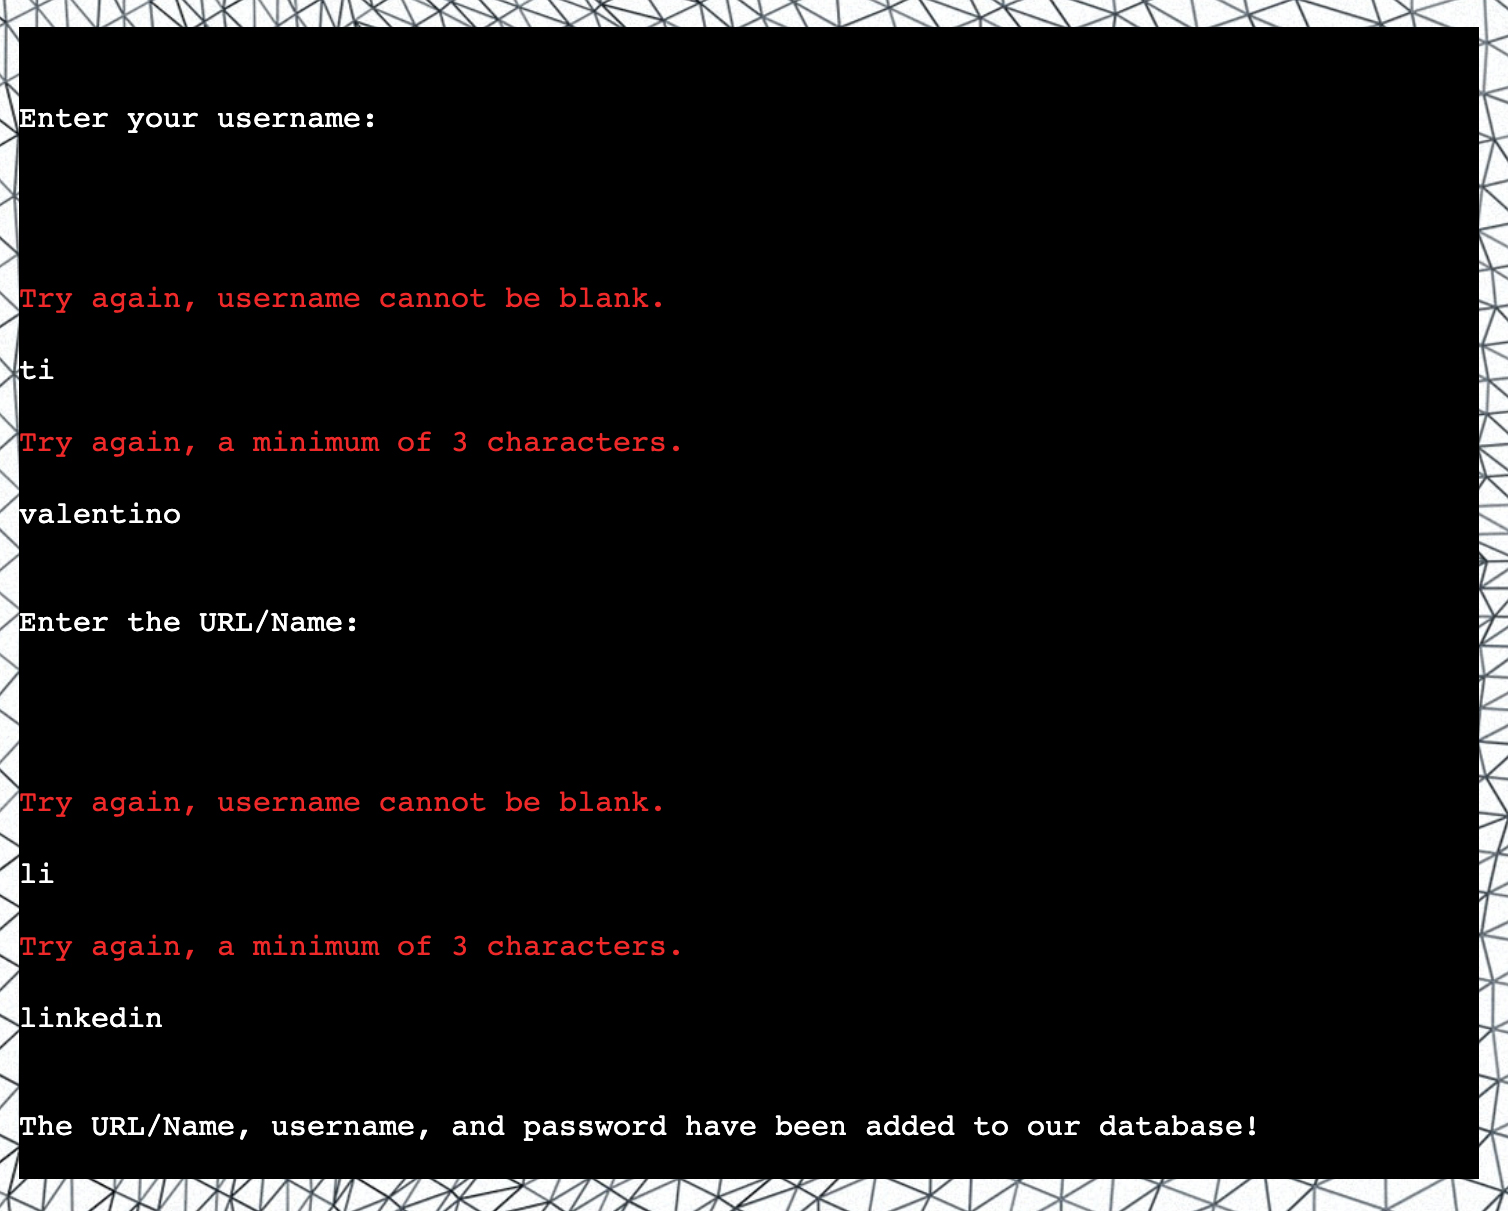 Enter your username:
Try again, username cannot be blank.
ti
Try again, a minimum of 3 characters.
valentino
Enter the URL/Name:
Try again, username cannot be blank.
li
Try again, a minimum of 3 characters.
linkedin
The URL/Name, username, and password have been added to our database!